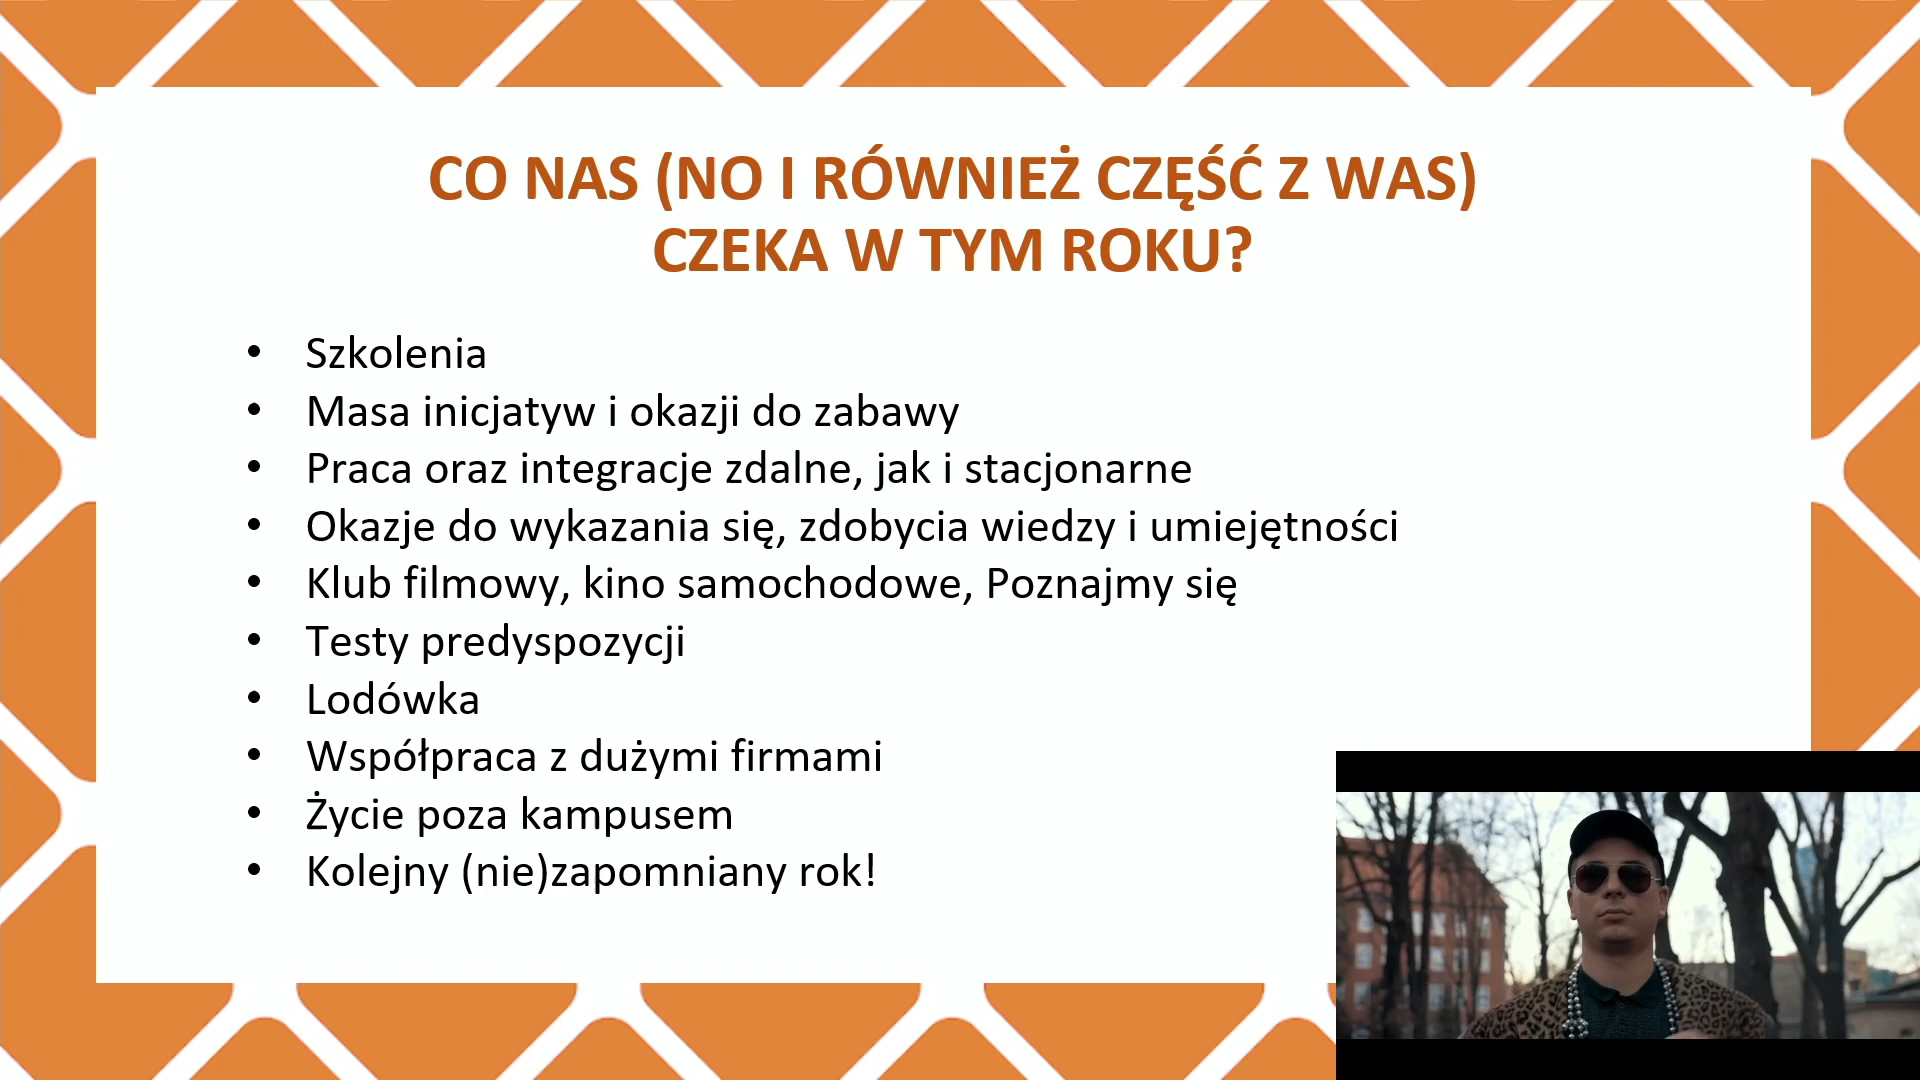 CO NAS (NO I RÓWNIEŻ CZĘŚĆ Z WAS)
CZEKA W TYM ROKU?
• Szkolenia
• Masa inicjatyw i okazji do zabawy
• Praca oraz integracje zdalne, jak i stacjonarne
• Okazje do wykazania się, zdobycia wiedzy i umiejętności
• Klub filmowy, kino samochodowe, Poznajmy się
• Testy predyspozycji
• Lodówka
• Współpraca z dużymi firmami
• Życie poza kampusem
• Kolejny (nie)zapomniany rok!